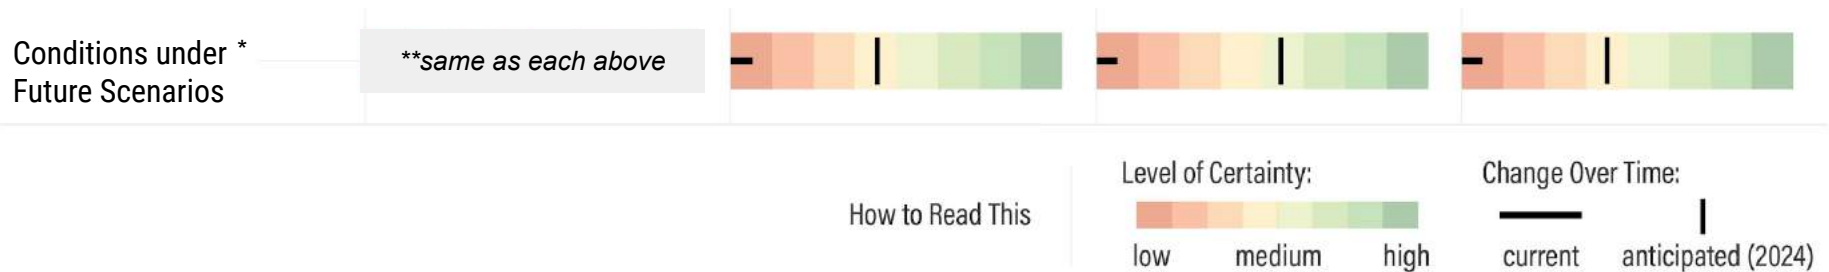 Conditions under *
Future Scenarios
**same as each above
How to Read This
Level of Certainty:
low medium high
Change Over Time:
current anticipated (2024)